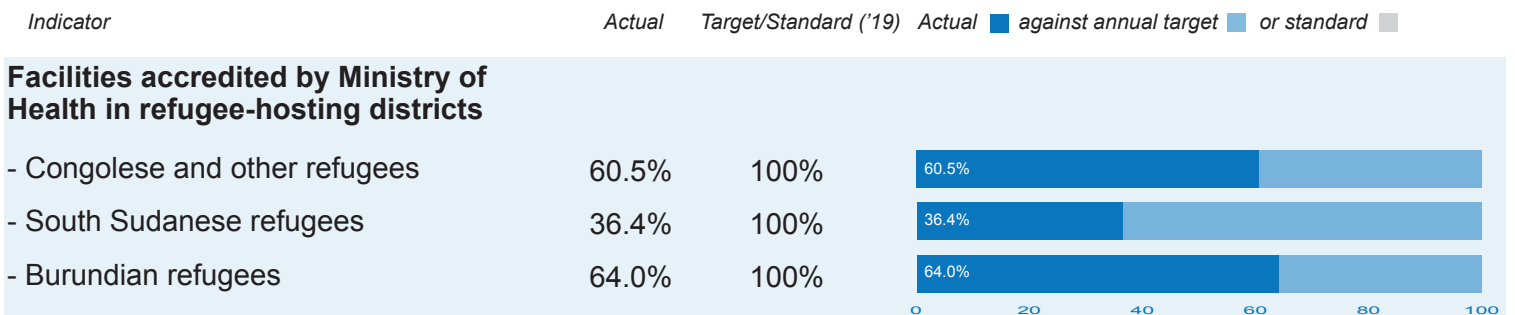 Indicator Actual Target/Standard (’19) Actual against annual target or standard
Facilities accredited by Ministry of
Health in refugee-hosting districts
- Congolese and other refugees 60.5% 100% 60.5%
- South Sudanese refugees 36.4% 100% 36.4%
- Burundian refugees 64.0% 100% 64.0%
0 20 40 60 80 100